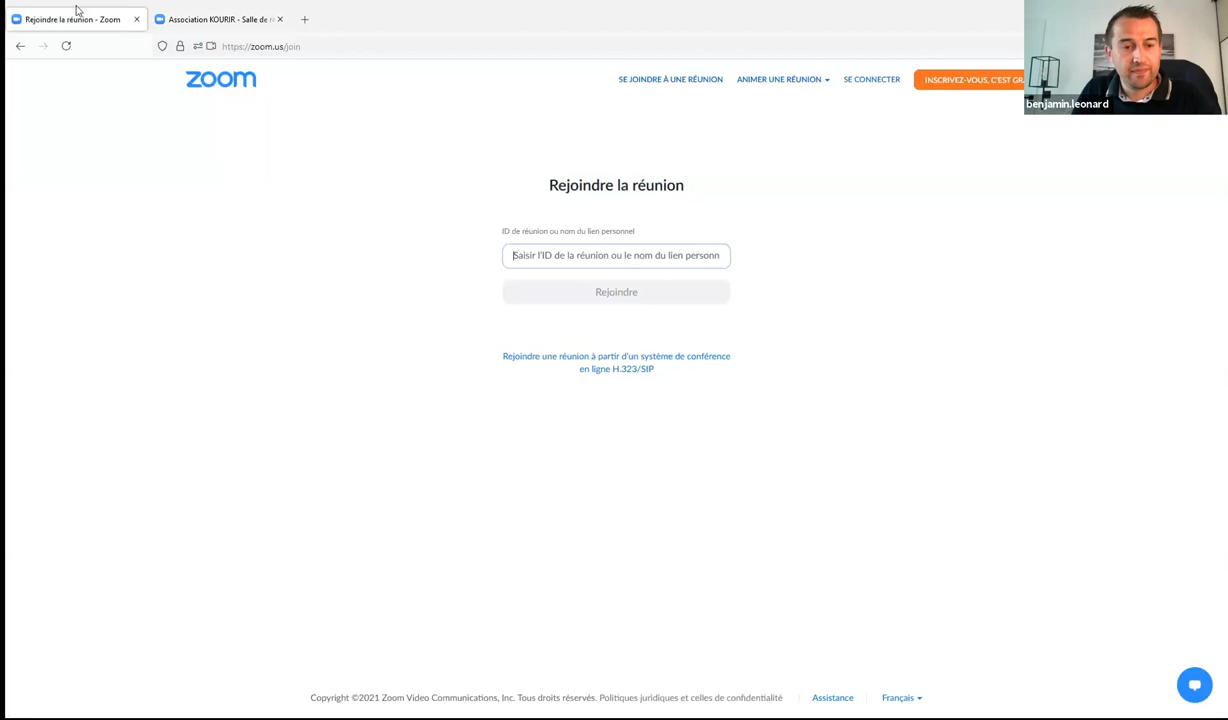 Rejoindre la réunion - Zoom
Association KOURIR - Salle de r
https://zoom.us/join
zoom
SE JOINDRE À UNE RÉUNION
ANIMER UNE RÉUNION
SE CONNECTER
INSCRIVEZ-VOUS, C'EST GRA
benjamin.leonard
Rejoindre la réunion
ID de réunion ou nom du lien personnel
Saisir l'ID de la réunion ou le nom du lien personn
Rejoindre
Rejoindre une réunion à partir d'un système de conférence
en ligne H.323/SIP
Copyright ©2021 Zoom Video Communications, Inc. Tous droits réservés. Politiques juridiques et celles de confidentialité
Assistance
Français